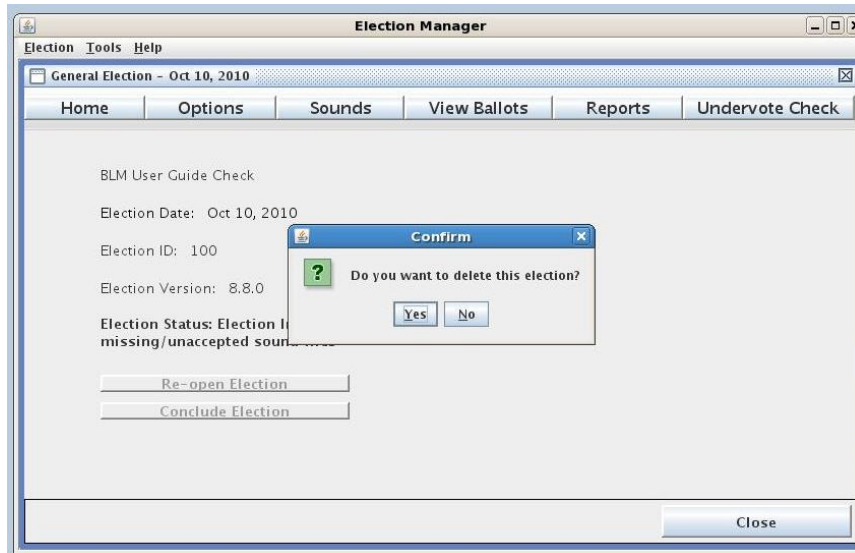 Election Manager
Election Tools Help
General Election - Oct 10, 2010
Home Options Sounds View Ballots Reports Undervote Check
BLM User Guide Check
Election Date: Oct 10, 2010
Confirm
Election ID: 100
Do you want to delete this election?
Election Version: 8.8.0
Yes No
Election Status: Election
missing/unaccepted
Re-open Election
Conclude Election
Close